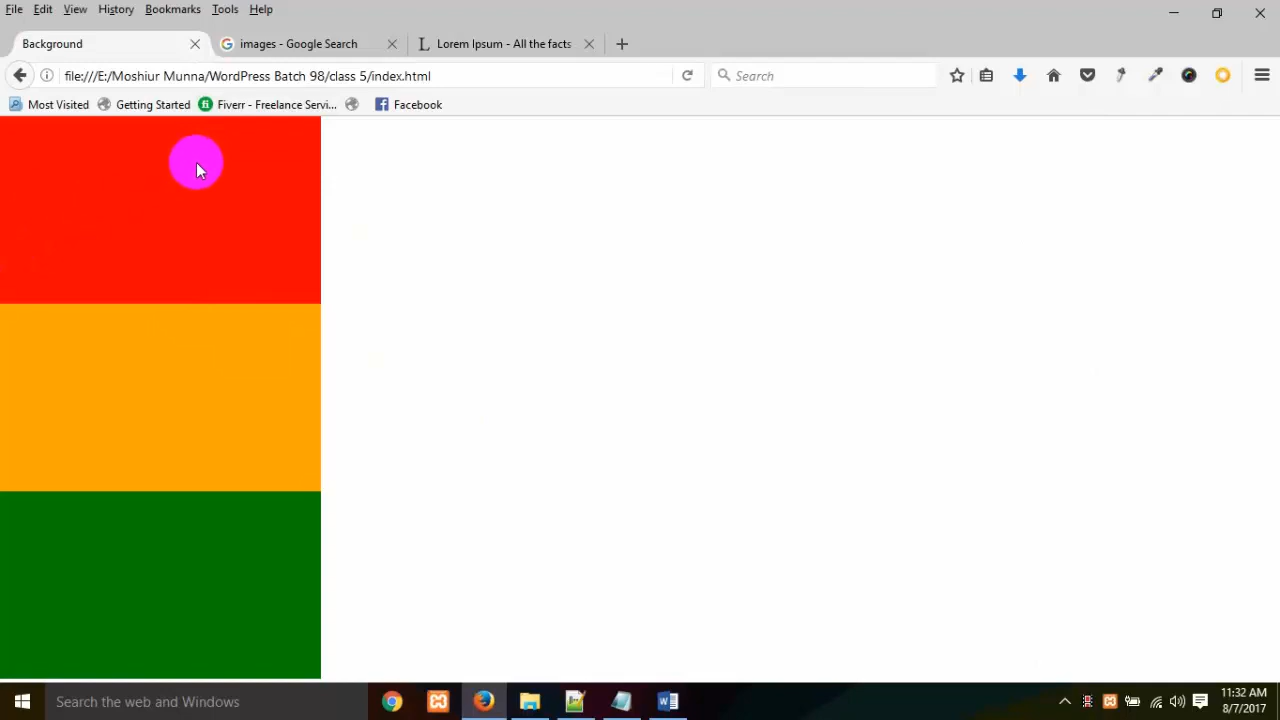 File Edit View History Bookmarks Tools Help
Background images - Google Search Lorem Ipsum - All the facts
file:///E:/Moshiur Munna/WordPress Batch 98/class 5/index.html Search
Most Visited Getting Started Fiverr - Freelance Servi... Facebook
Search the web and Windows 11:32 AM
8/7/2017